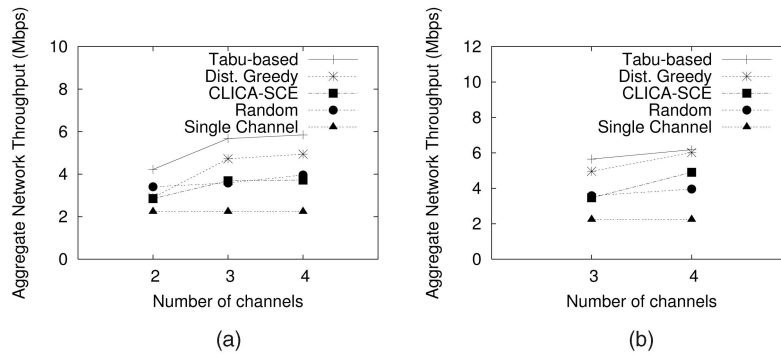 Aggregate Network Throughput (Mbps)
10
8
6
4
2
0
Tabu-based
Dist. Greedy
CLICA-SCE
Random
Single Channel
2 3 4
Number of channels
(a)
Aggregate Network Throughput (Mbps)
12
10
8
6
4
2
0
Tabu-based
Dist. Greedy
CLICA-SCE
Random
Single Channel
3 4
Number of channels
(b)